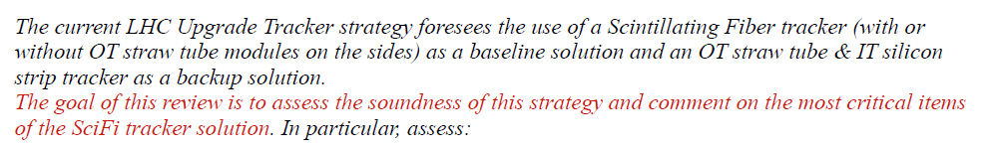 The current LHC Upgrade Tracker strategy foresees the use of a Scintillating Fiber tracker (with or
without OT straw tube modules on the sides) as a baseline solution and an OT straw tube & IT silicon
strip tracker as a backup solution.
The goal of this review is to assess the soundness of this strategy and comment on the most critical items
of the SciFi tracker solution. In particular, assess: